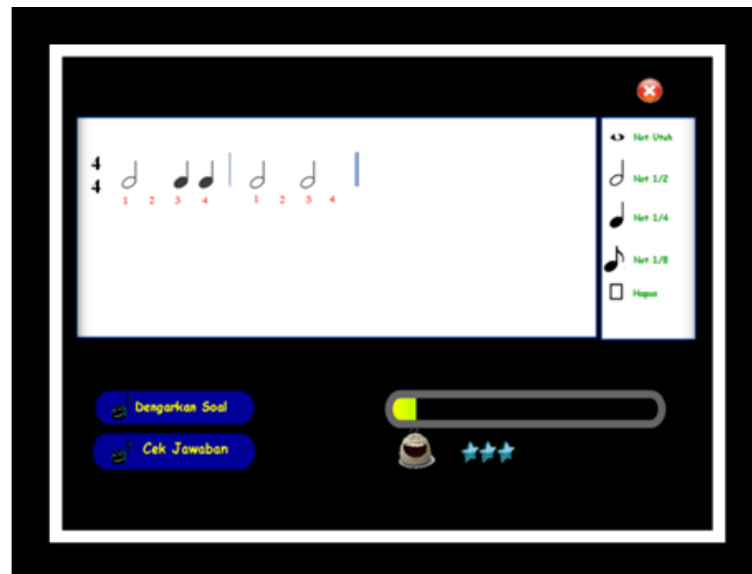 4
4
1 2 3 4 1 2 3 4
Not Utuh
Not 1/2
Not 1/4
Not 1/8
Hapus
Dengarkan Soal
Cek Jawaban